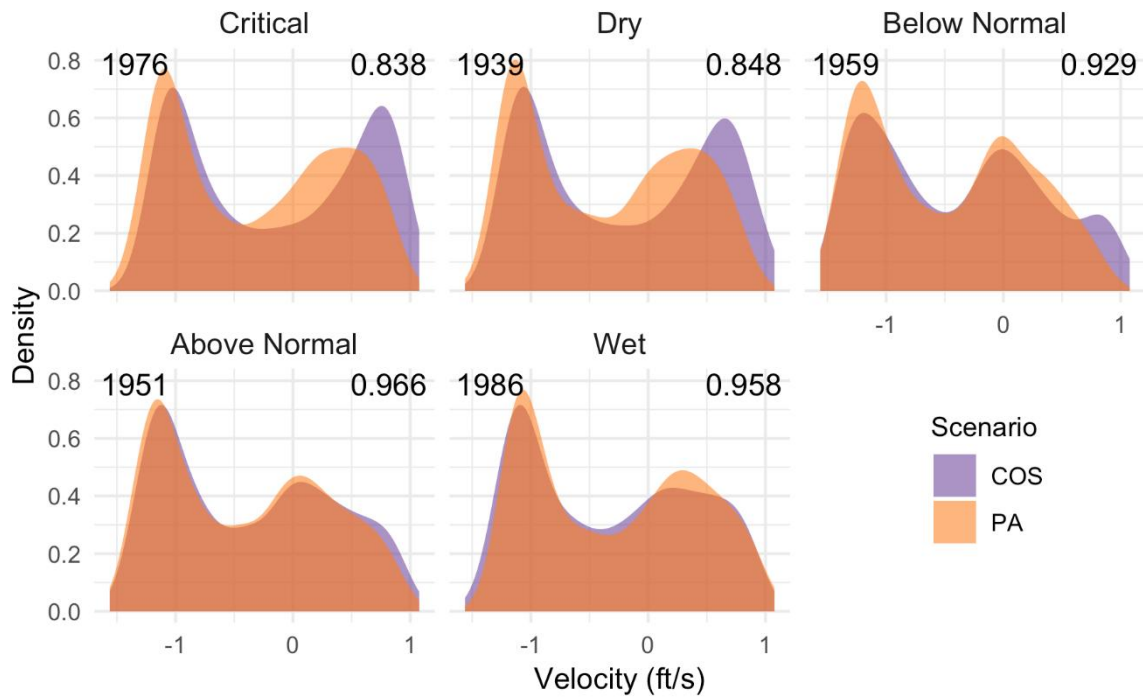 Critical
Dry
Below Normal
1976
0.838
1939
0.848
1959
0.929
0.8
0.6
0.4
0.2
0.0
-1
0
1
Density
Above Normal
Wet
1951
0.966
1986
0.958
0.8
0.6
0.4
0.2
0.0
-1
0
1
-1
0
1
Velocity (ft/s)
Scenario
COS
PA